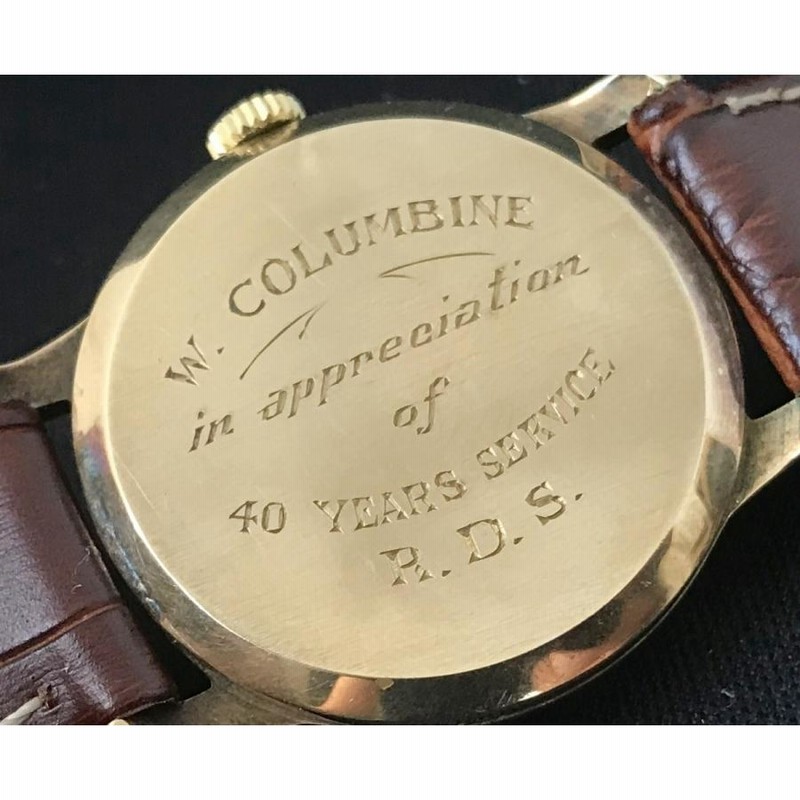 W. COLUMBINE
in appreciation
of
40 YEARS SERVICE
R.D.S.